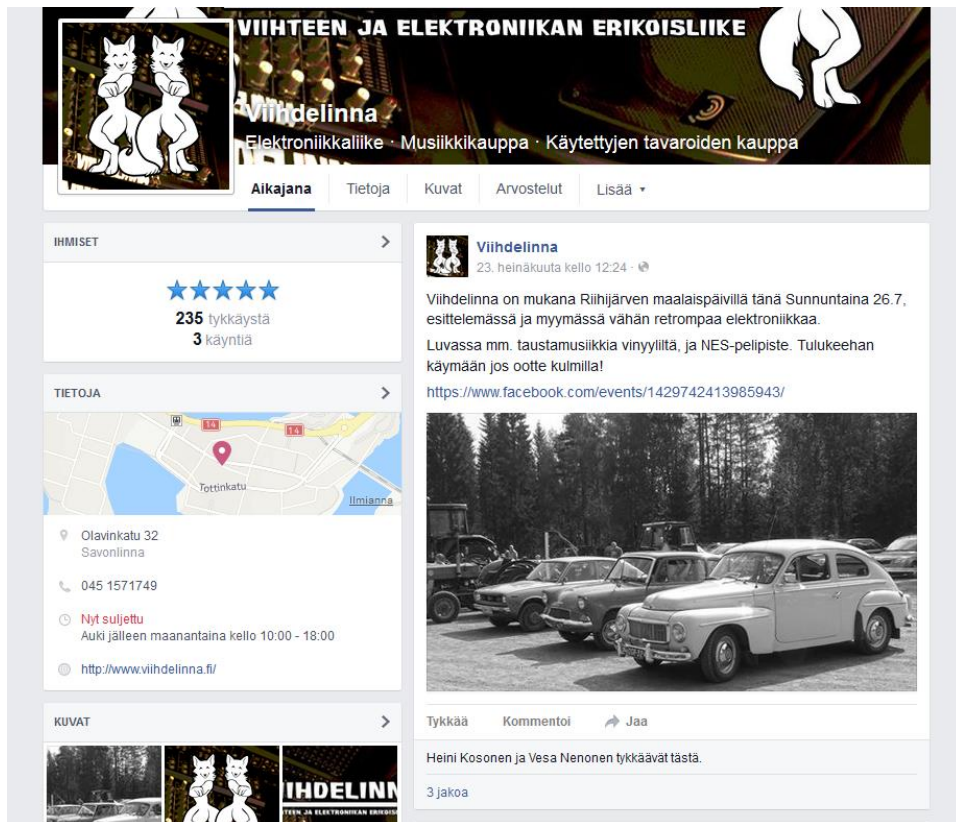 VIIHTEEN JA ELEKTRONIIKAN ERIKOISLIIKE
Viihdelinna
Elektroniikkaliike · Musiikkikauppa · Käytettyjen tavaroiden kauppa
Aikajana
Tietoja
Kuvat
Arvostelut
Lisää
IHMISET
235 tykkäystä
3 käyntiä
TIETOJA
14
14
Tottinkatu
Ilmianna
Olavinkatu 32
Savonlinna
045 1571749
Nyt suljettu
Auki jälleen maanantaina kello 10:00 - 18:00
http://www.viihdelinna.fi/
KUVAT
IHDELINN
Viihdelinna
23. heinäkuuta kello 12:24 ·
Viihdelinna on mukana Riihijärven maalaispäivillä tänä Sunnuntaina 26.7,
esittelemässä ja myymässä vähän retrompaa elektroniikkaa.
Luvassa mm. taustamusiikkia vinyyliltä, ja NES-pelipiste. Tulukeehan
käymään jos ootte kulmilla!
https://www.facebook.com/events/1429742413985943/
Tykkää
Kommentoi
Jaa
Heini Kosonen ja Vesa Nenonen tykkäävät tästä.
3 jakoa